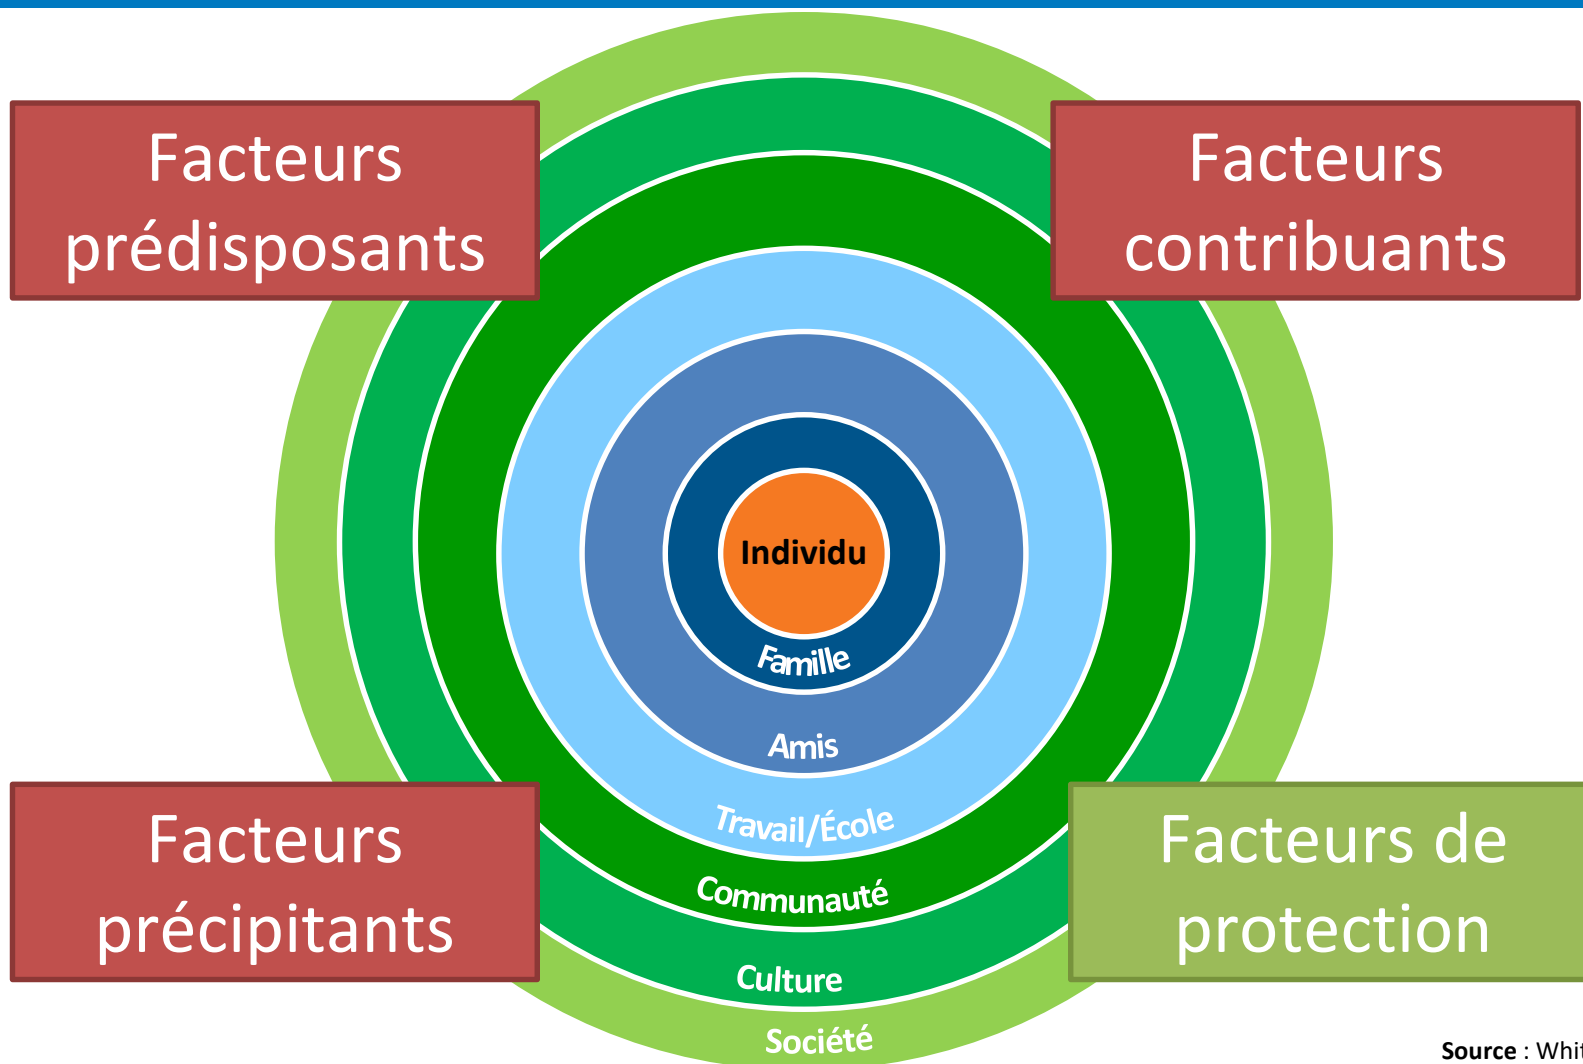 Facteurs
prédisposants
Facteurs
contribuants
Individu
Famille
Amis
Travail/École
Facteurs
précipitants
Facteurs de
protection
Communauté
Culture
Société
Source :